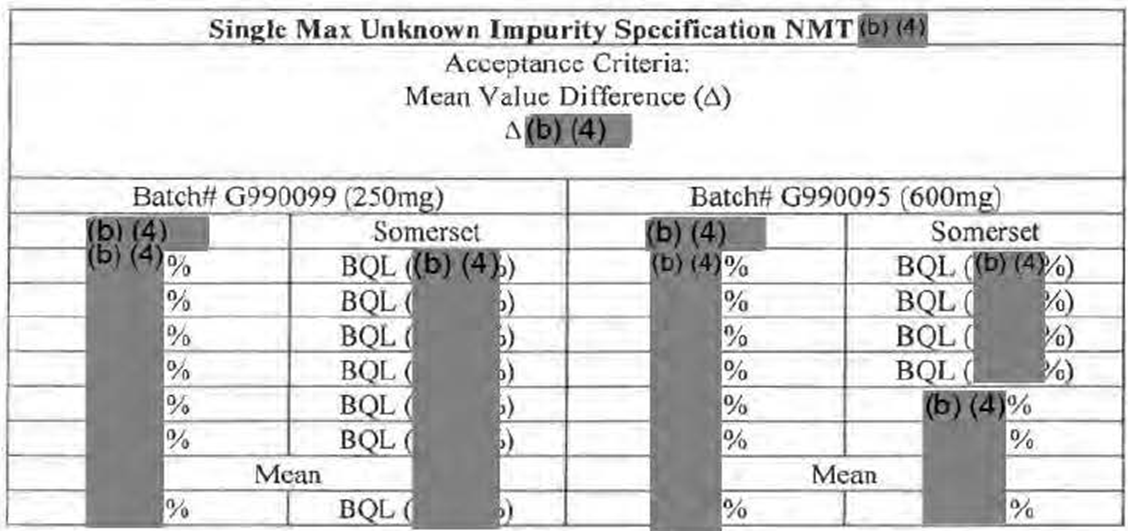 Single Max Unknown Impurity Specification NMT (b) (4)
Acceptance Criteria:
Mean Value Difference (Δ)
Δ (b) (4)
Batch# G990099 (250mg) Batch# G990095 (600mg)
(b) (4) Somerset (b) (4) Somerset
(b) (4) % BQL ((b) (4)) (b) (4) % BQL ((b) (4)%)
% BQL ( ) % BQL ( %)
% BQL ( ) % BQL ( %)
% BQL ( ) % BQL ( %)
% BQL ( ) % (b) (4)%
% BQL ( ) % %
Mean Mean
% BQL ( ) % %